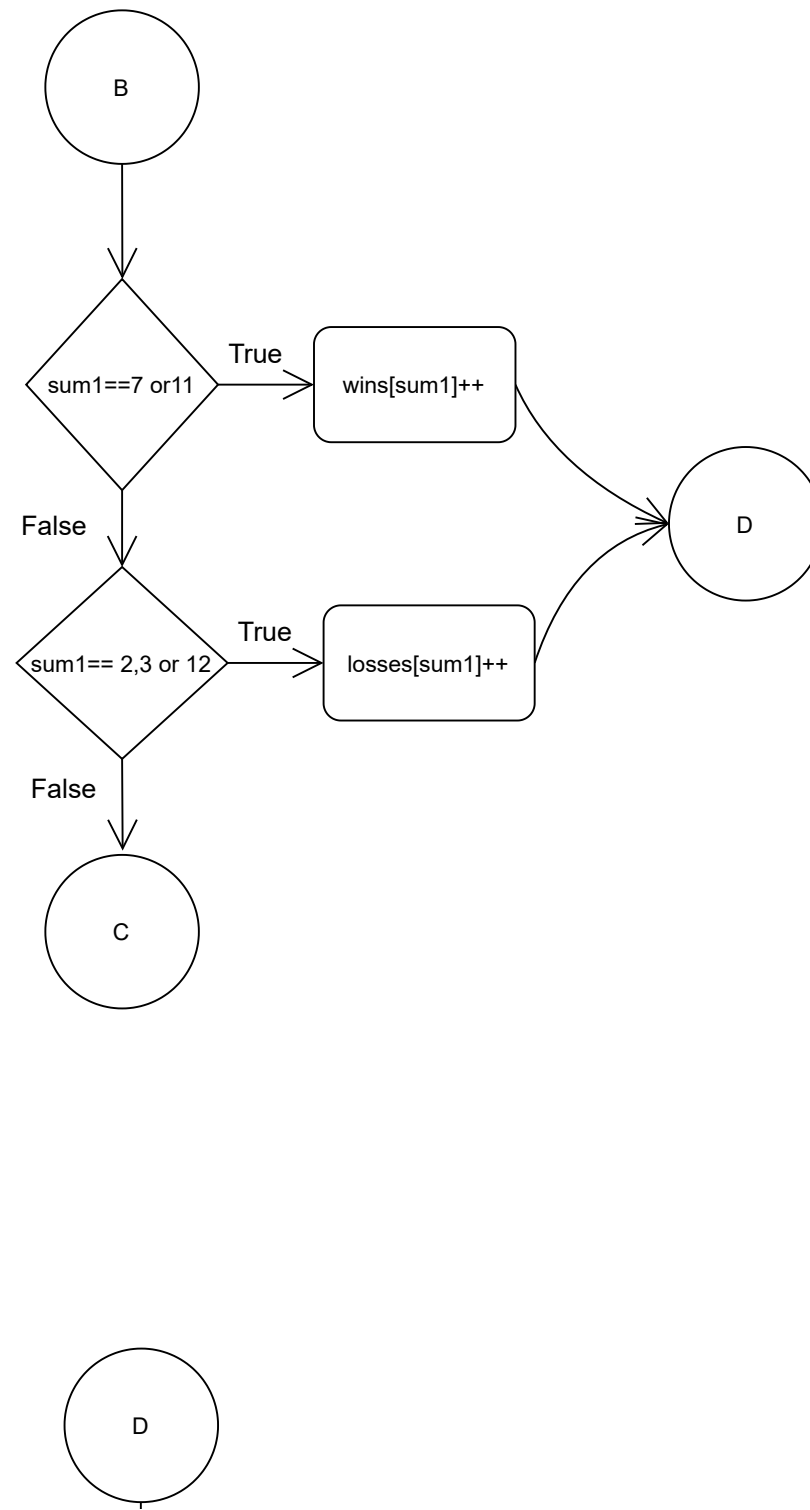 B
True
sum1==7 or11
wins[sum1]++
False
D
True
sum1== 2,3 or 12
losses[sum1]++
False
C
D